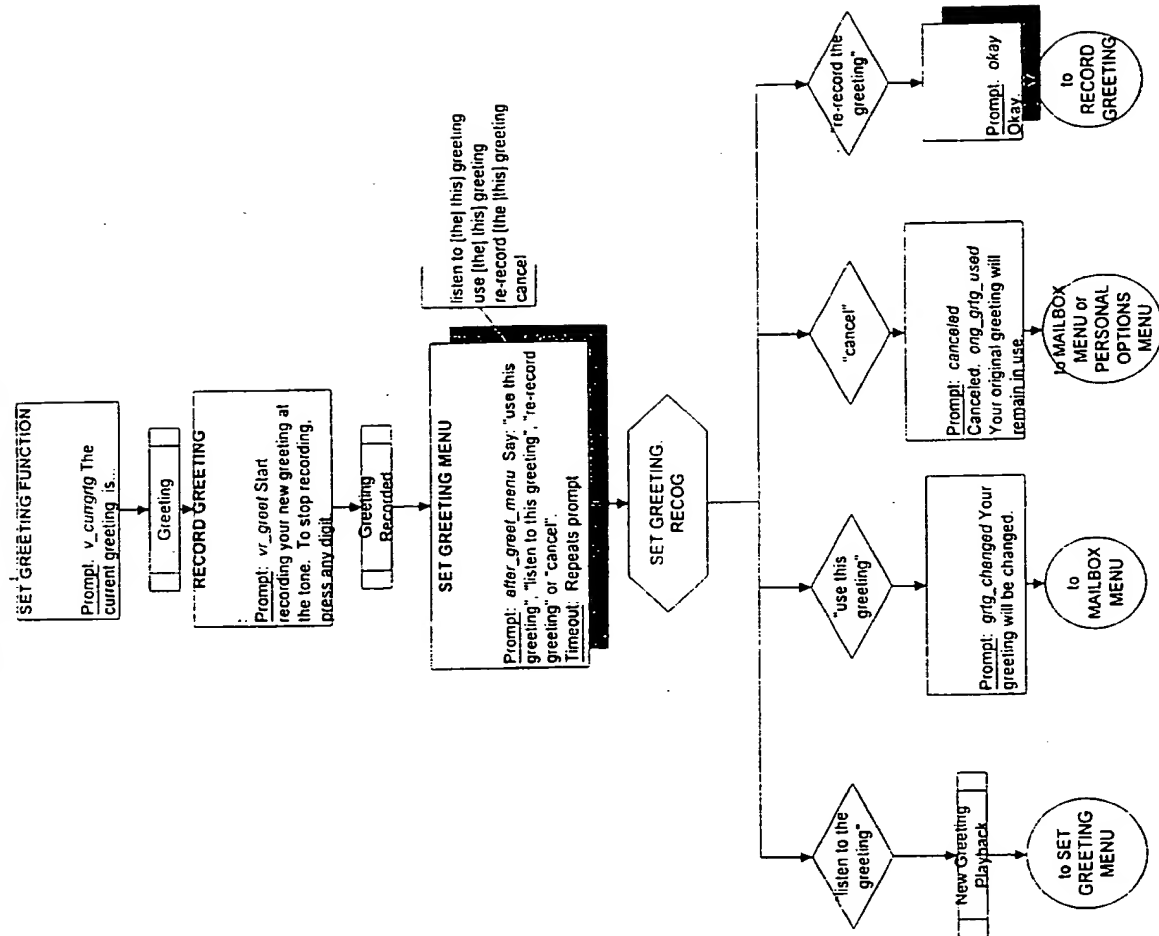 SET GREETING FUNCTION
Prompt. v_currgrtg The
current greeting is...
Greeting
RECORD GREETING
Prompt: vr_greet Start
recording your new greeting at
the tone. To stop recording,
press any digit
Greeting
Recorded
SET GREETING MENU
Prompt: after_greet_menu Say: "use this
greeting", "listen to this greeting", "re-record
greeting" or "cancel".
Timeout: Repeats prompt
listen to [the| this] greeting
use [the| this] greeting
re-record [the |this] greeting
cancel
SET GREETING.
RECOG
"listen to the
greeting"
New Greeting
Playback
to SET
GREETING
MENU
"use this
greeting"
Prompt: grtg_changed Your
greeting will be changed.
to
MAILBOX
MENU
"cancel"
Prompt: canceled
Canceled. orig_grtg_used
Your original greeting will
remain in use
to MAILBOX
MENU or
PERSONAL
OPTIONS
MENU
"re-record the
greeting"
Prompt. okay
Okay.
to
RECORD
GREETING